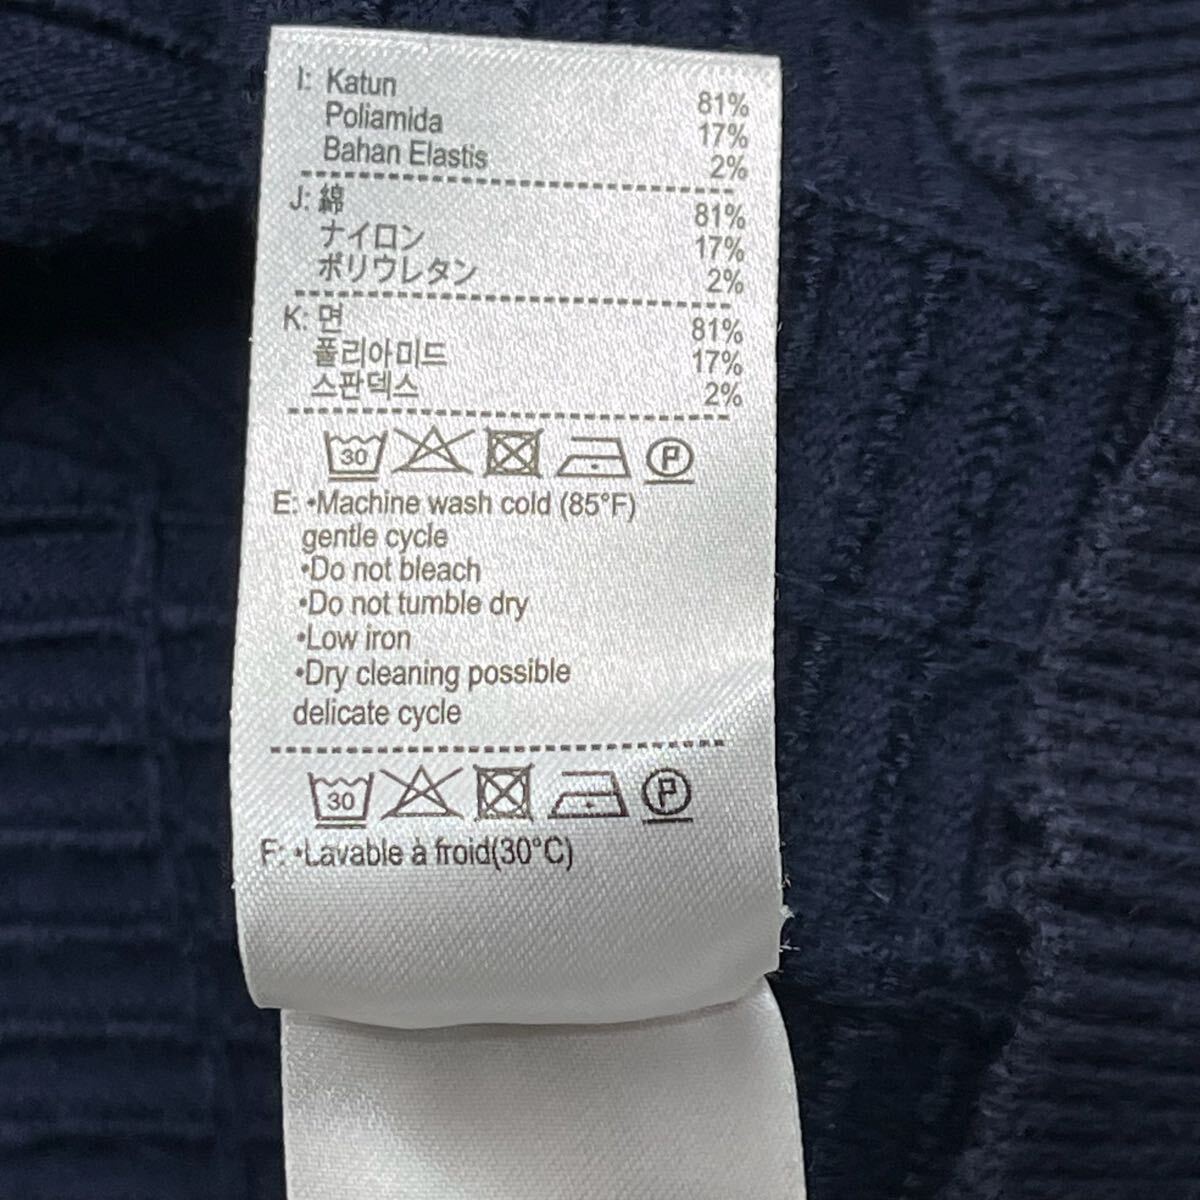 I: Katun 81%
Poliamida 17%
Bahan Elastis 2%
J: 綿 81%
ナイロン 17%
ポリウレタン 2%
K: 면 81%
폴리아미드 17%
스판덱스 2%
30 P
E: •Machine wash cold (85°F)
gentle cycle
•Do not bleach
•Do not tumble dry
•Low iron
•Dry cleaning possible
delicate cycle
30 P
F: •Lavable à froid(30°C)